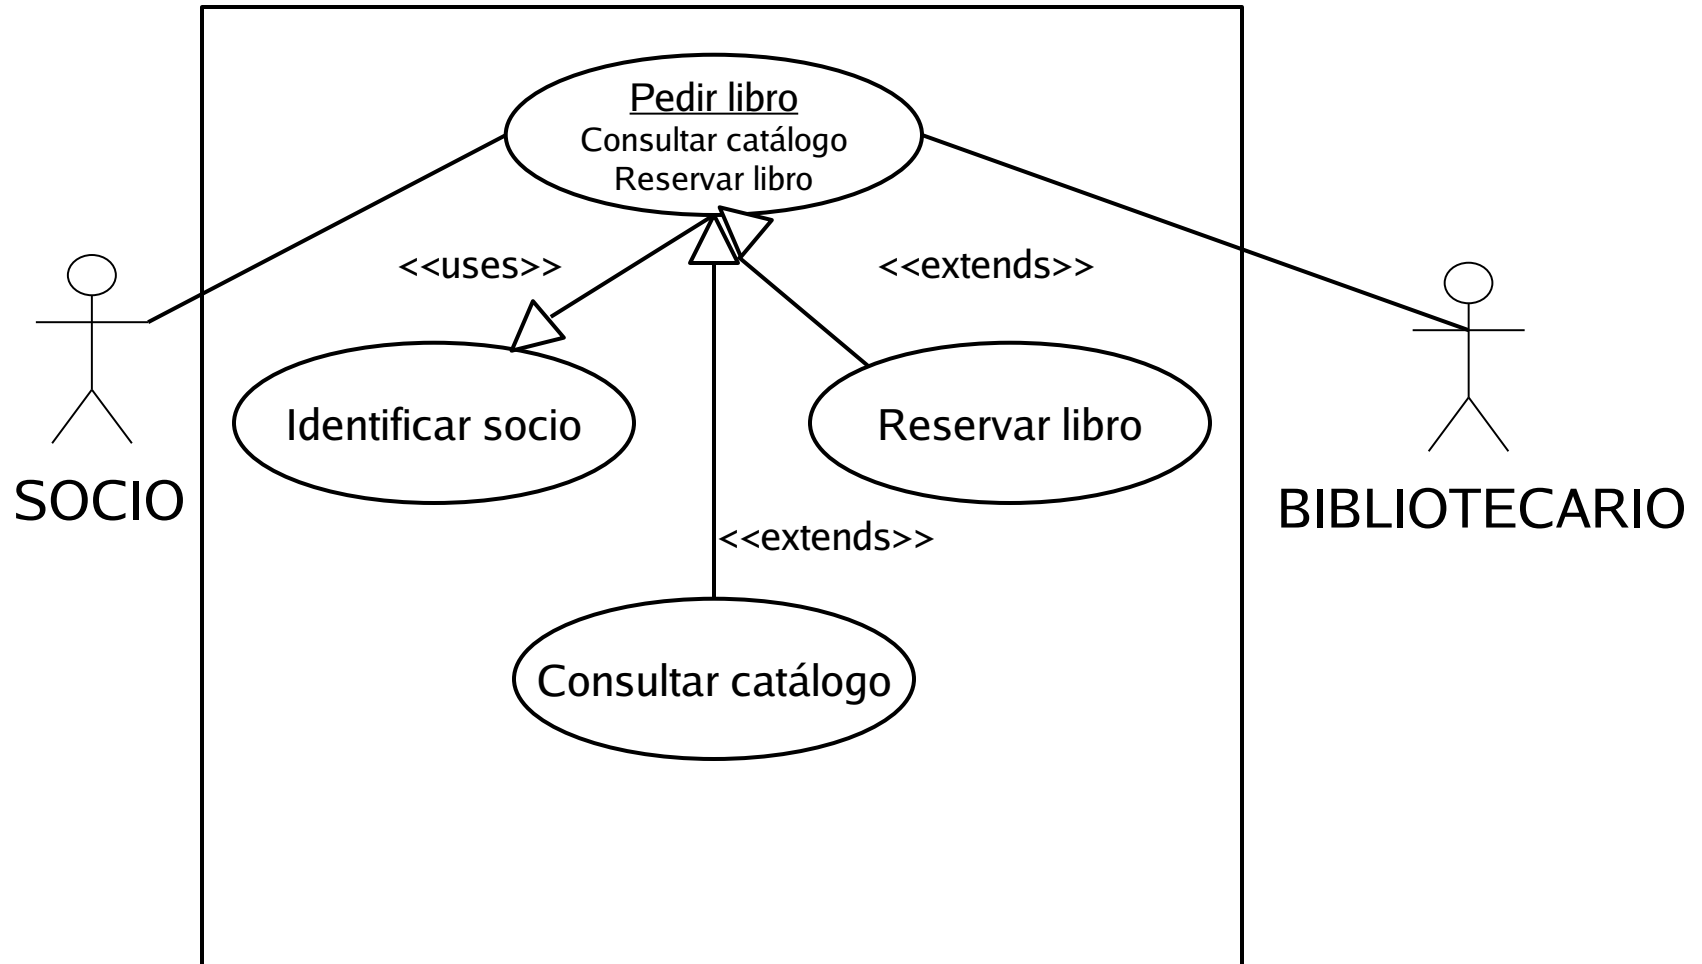 Pedir libro
Consultar catálogo
Reservar libro
<<uses>>
<<extends>>
Identificar socio
Reservar libro
SOCIO
BIBLIOTECARIO
<<extends>>
Consultar catálogo